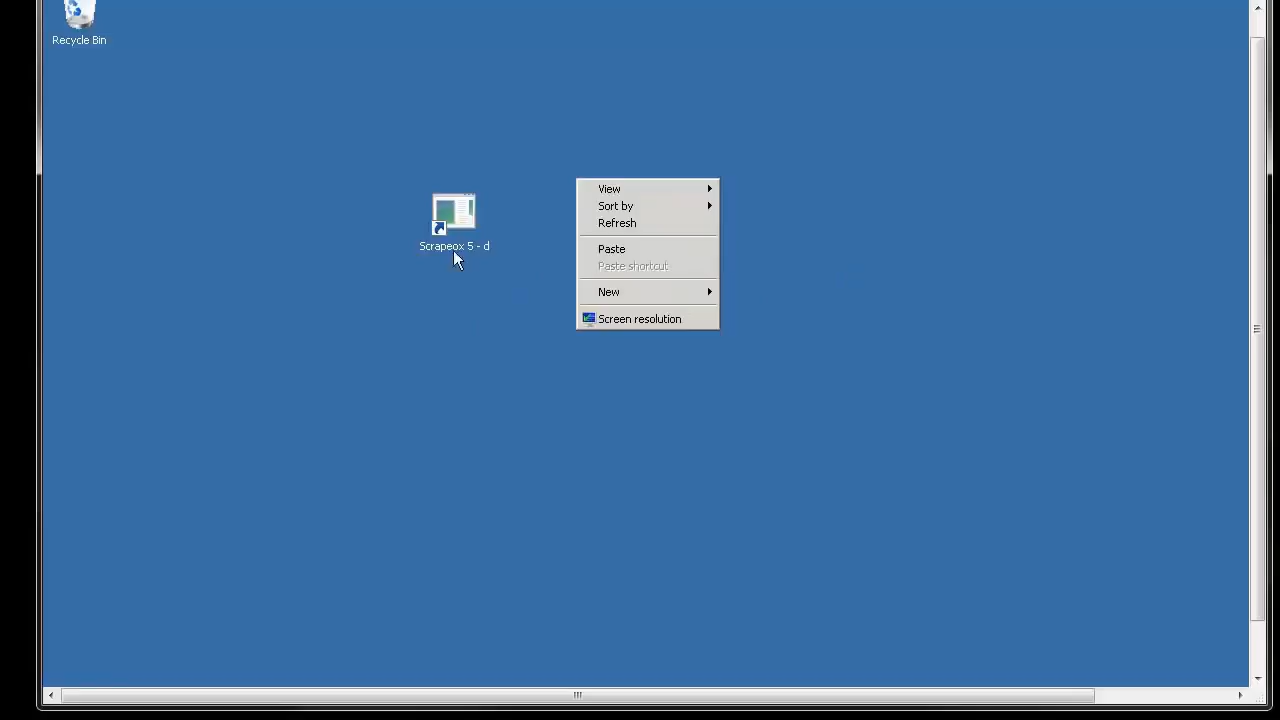 Recycle Bin
Scrapeox 5 - d
View
Sort by
Refresh
Paste
Paste shortcut
New
Screen resolution